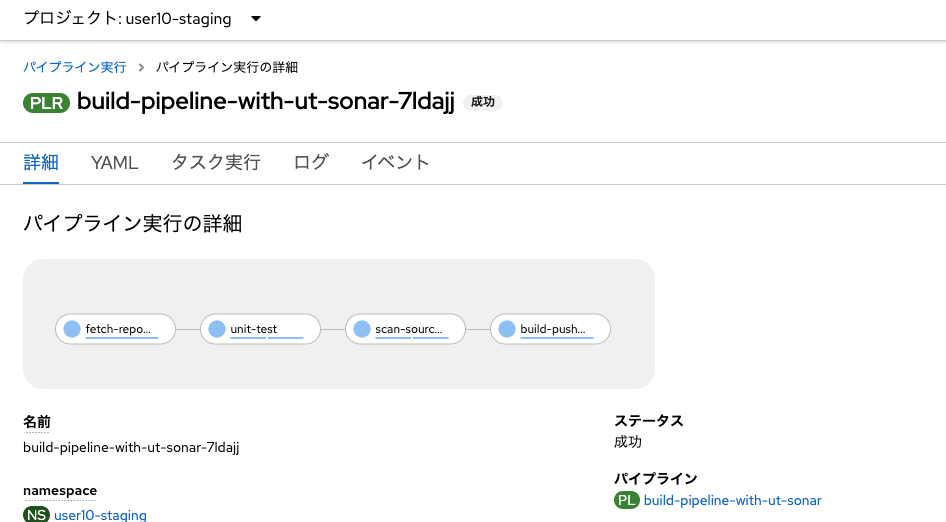 プロジェクト: user10-staging
パイプライン実行 > パイプライン実行の詳細
PLR build-pipeline-with-ut-sonar-7ldajj 成功
詳細 YAML タスク実行 ログ イベント
パイプライン実行の詳細
fetch-repo... unit-test scan-sourc... build-push...
名前
build-pipeline-with-ut-sonar-7ldajj
namespace
NS user10-staging
ステータス
成功
パイプライン
PL build-pipeline-with-ut-sonar